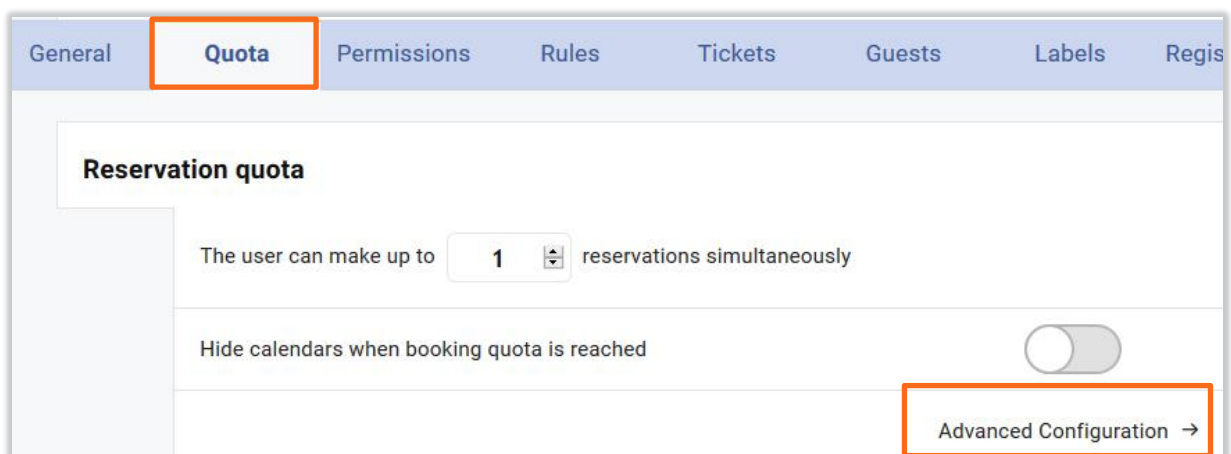 General Quota Permissions Rules Tickets Guests Labels Regis
Reservation quota
The user can make up to 1 reservations simultaneously
Hide calendars when booking quota is reached
Advanced Configuration →